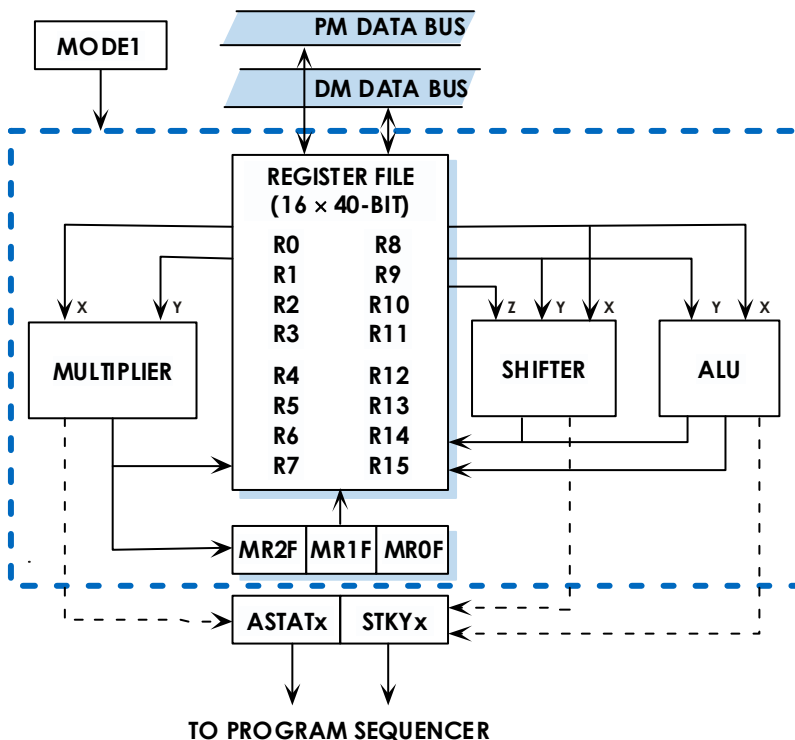 PM DATA BUS
MODE1
DM DATA BUS
REGISTER FILE
(16 × 40-BIT)
R0 R8
R1 R9
R2 R10
R3 R11
R4 R12
R5 R13
R6 R14
R7 R15
X Y Z Y X Y X
MULTIPLIER
SHIFTER
ALU
MR2F MR1F MR0F
ASTATx STKYx
TO PROGRAM SEQUENCER